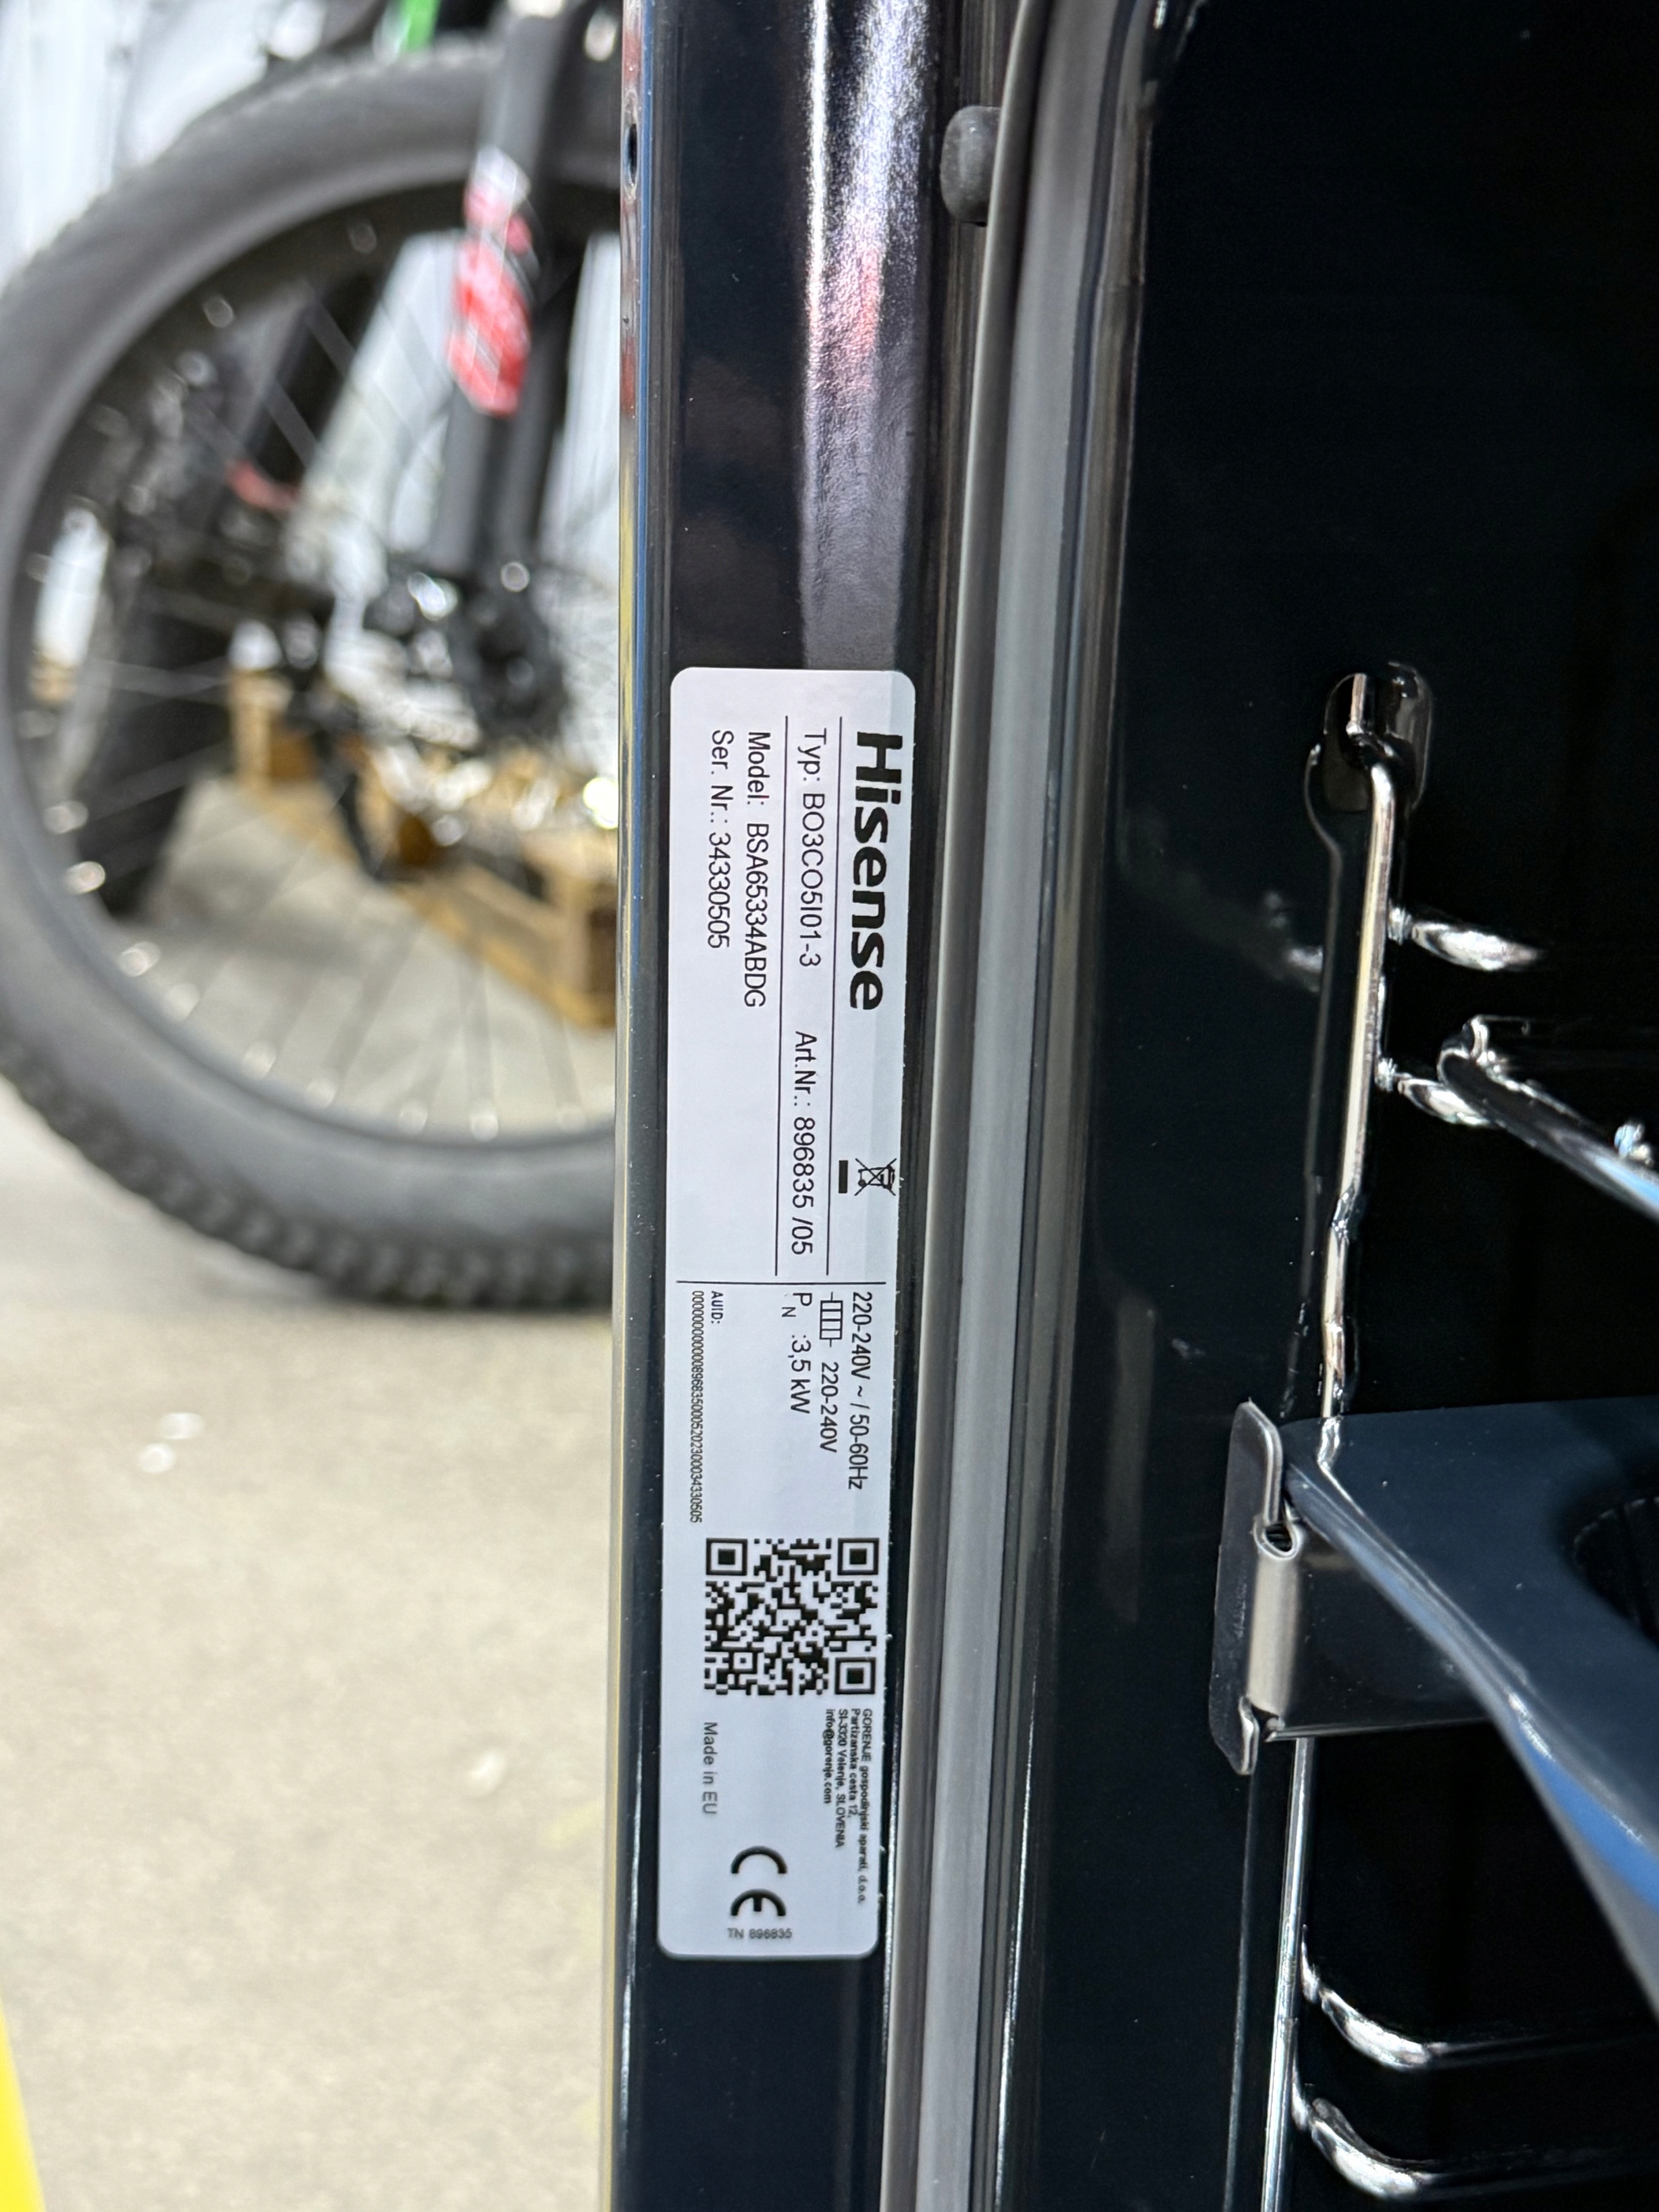 Hisense
Typ: BO3CO5I01-3 Art.Nr.: 896835 /05
Model: BSA65334ABDG
Ser. Nr.: 34330505
220-240V ~ / 50-60Hz
220-240V
PN :3,5 kW
AUID:
GORENJE gospodinjski aparati, d.o.o.
Partizanska cesta 12,
SI-3320 Velenje, SLOVENIA
info@gorenje.com
Made in EU
CE
TN 896835